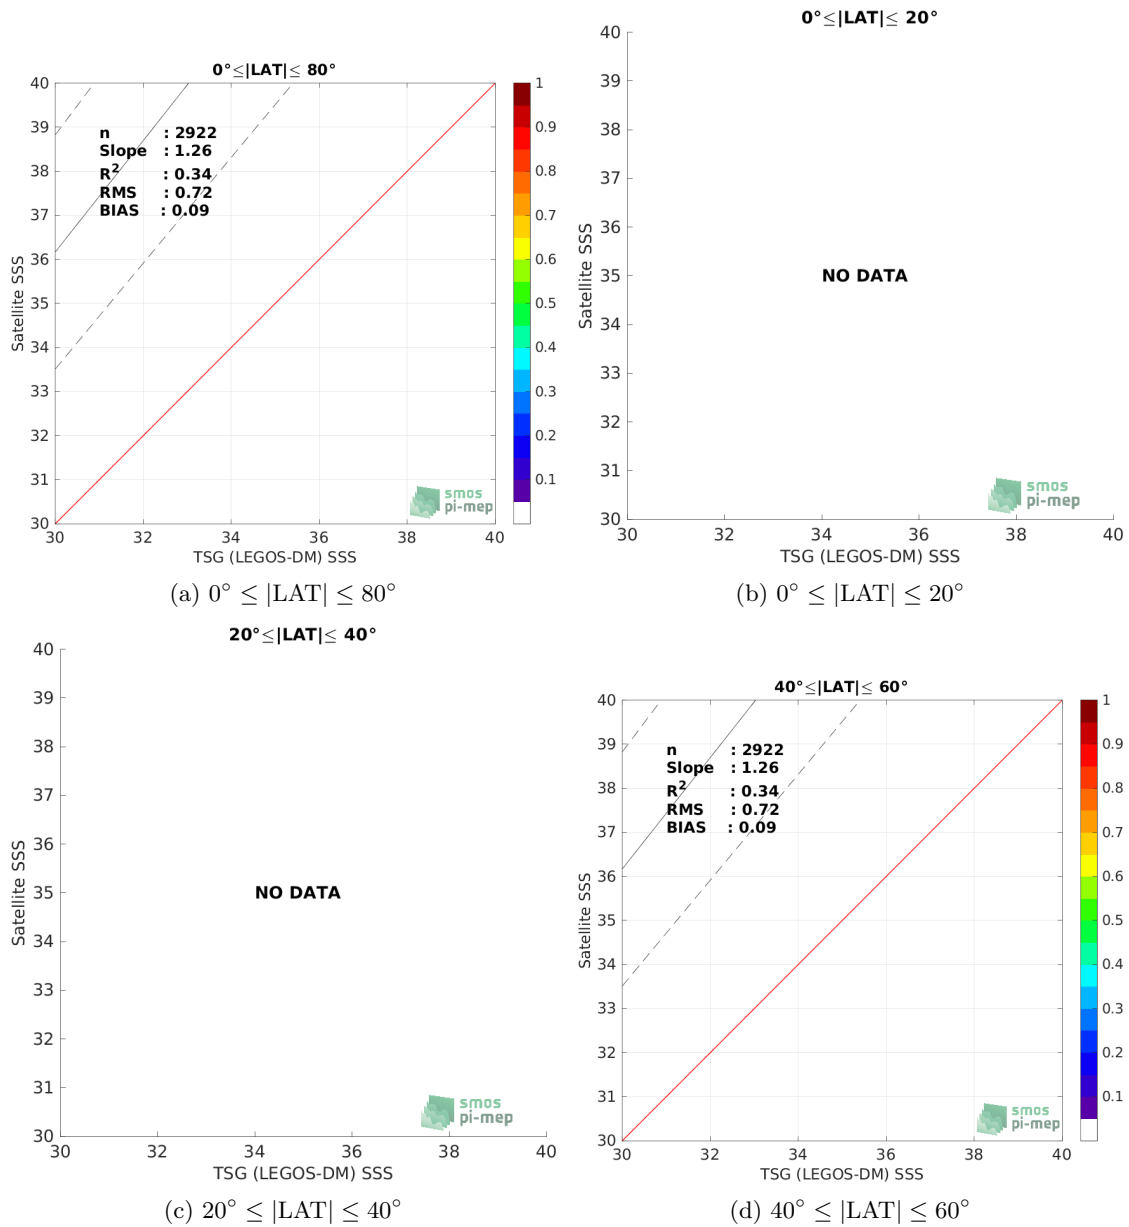 0°≤|LAT|≤ 80°
40
39
38
37
36
35
34
33
32
31
30
Satellite SSS
n : 2922
Slope : 1.26
R² : 0.34
RMS : 0.72
BIAS : 0.09
smos
pi-mep
30 32 34 36 38 40
TSG (LEGOS-DM) SSS
1
0.9
0.8
0.7
0.6
0.5
0.4
0.3
0.2
0.1
(a) 0° ≤ |LAT| ≤ 80°
0°≤|LAT|≤ 20°
40
39
38
37
36
35
34
33
32
31
30
Satellite SSS
NO DATA
smos
pi-mep
30 32 34 36 38 40
TSG (LEGOS-DM) SSS
(b) 0° ≤ |LAT| ≤ 20°
20°≤|LAT|≤ 40°
40
39
38
37
36
35
34
33
32
31
30
Satellite SSS
NO DATA
smos
pi-mep
30 32 34 36 38 40
TSG (LEGOS-DM) SSS
(c) 20° ≤ |LAT| ≤ 40°
40°≤|LAT|≤ 60°
40
39
38
37
36
35
34
33
32
31
30
Satellite SSS
n : 2922
Slope : 1.26
R² : 0.34
RMS : 0.72
BIAS : 0.09
smos
pi-mep
30 32 34 36 38 40
TSG (LEGOS-DM) SSS
1
0.9
0.8
0.7
0.6
0.5
0.4
0.3
0.2
0.1
(d) 40° ≤ |LAT| ≤ 60°